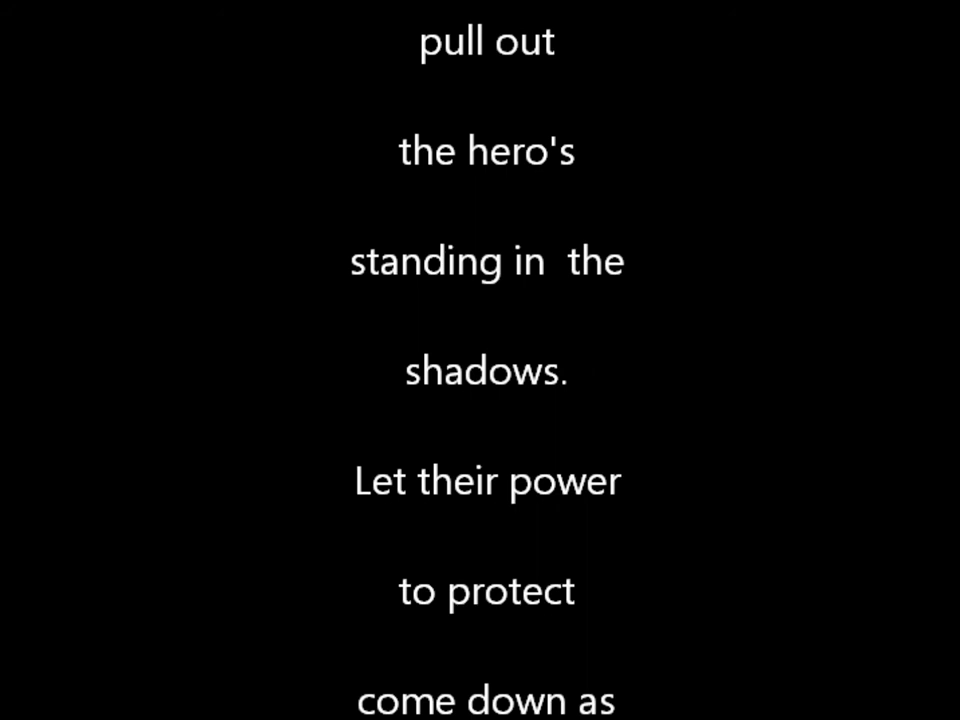 pull out
the hero's
standing in  the
shadows.
Let their power
to protect
come down as